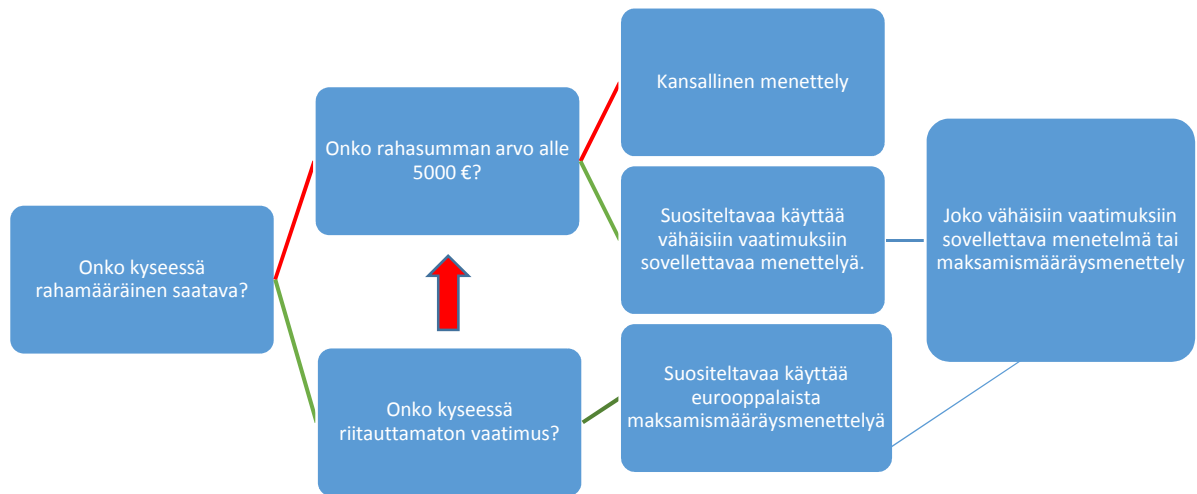 Onko kyseessä
rahamääräinen saatava?
Onko rahasumman arvo alle
5000 €?
Onko kyseessä
riitauttamaton vaatimus?
Kansallinen menettely
Suositeltavaa käyttää
vähäisiin vaatimuksiin
sovellettavaa menettelyä.
Suositeltavaa käyttää
eurooppalaista
maksamismääräysmenettelyä
Joko vähäisiin vaatimuksiin
sovellettava menetelmä tai
maksamismääräysmenettely